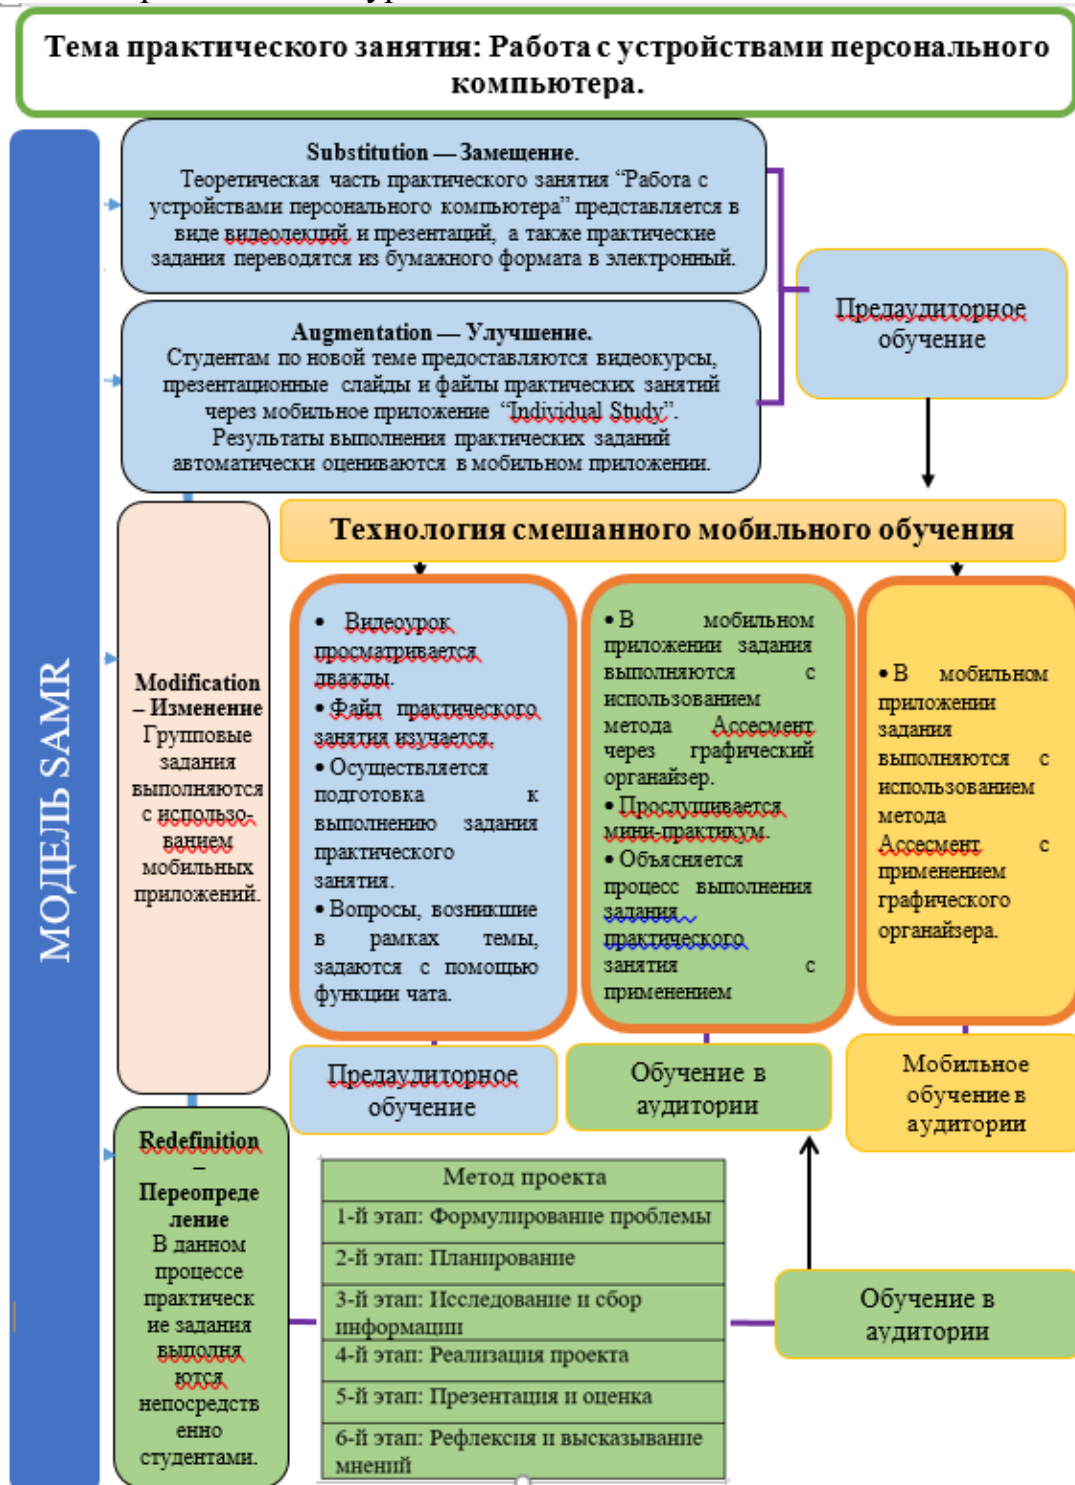 Тема практического занятия: Работа с устройствами персонального
компьютера.
МОДЕЛЬ SAMR
Substitution — Замещение.
Теоретическая часть практического занятия “Работа с
устройствами персонального компьютера” представляется в
виде видеолекций и презентаций, а также практические
задания переводятся из бумажного формата в электронный.
Augmentation — Улучшение.
Студентам по новой теме предоставляются видеокурсы,
презентационные слайды и файлы практических занятий
через мобильное приложение “Individual Study”.
Результаты выполнения практических заданий
автоматически оцениваются в мобильном приложении.
Предаудиторное
обучение
Modification
– Изменение
Групповые
задания
выполняются
с использо-
ванием
мобильных
приложений.
Технология смешанного мобильного обучения
• Видеоурок
просматривается
дважды.
• Файл практического
занятия изучается.
• Осуществляется
подготовка к
выполнению задания
практического
занятия.
• Вопросы, возникшие
в рамках темы,
задаются с помощью
функции чата.
• В мобильном
приложении задания
выполняются с
использованием
метода Ассесмент
через графический
органайзер.
• Прослушивается
мини-практикум.
• Объясняется
процесс выполнения
задания
практического
занятия с
применением
• В мобильном
приложении
задания
выполняются с
использованием
метода
Ассесмент с
применением
графического
органайзера.
Предаудиторное
обучение
Обучение в
аудитории
Мобильное
обучение в
аудитории
Redefinition
–
Переопреде
ление
В данном
процессе
практическ
ие задания
выполня
ются
непосредств
енно
студентами.
Метод проекта
1-й этап: Формулирование проблемы
2-й этап: Планирование
3-й этап: Исследование и сбор
информации
4-й этап: Реализация проекта
5-й этап: Презентация и оценка
6-й этап: Рефлексия и высказывание
мнений
Обучение в
аудитории